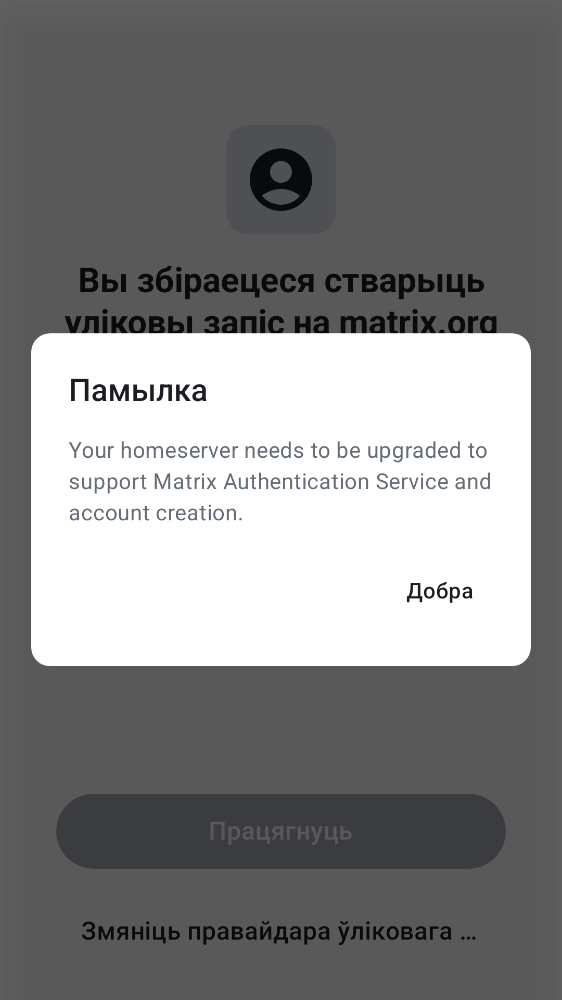 Вы збіраецеся стварыць
уліковы запіс на matrix.org
Памылка
Your homeserver needs to be upgraded to
support Matrix Authentication Service and
account creation.
Добра
Працягнуць
Змяніць правайдара ўліковага ...